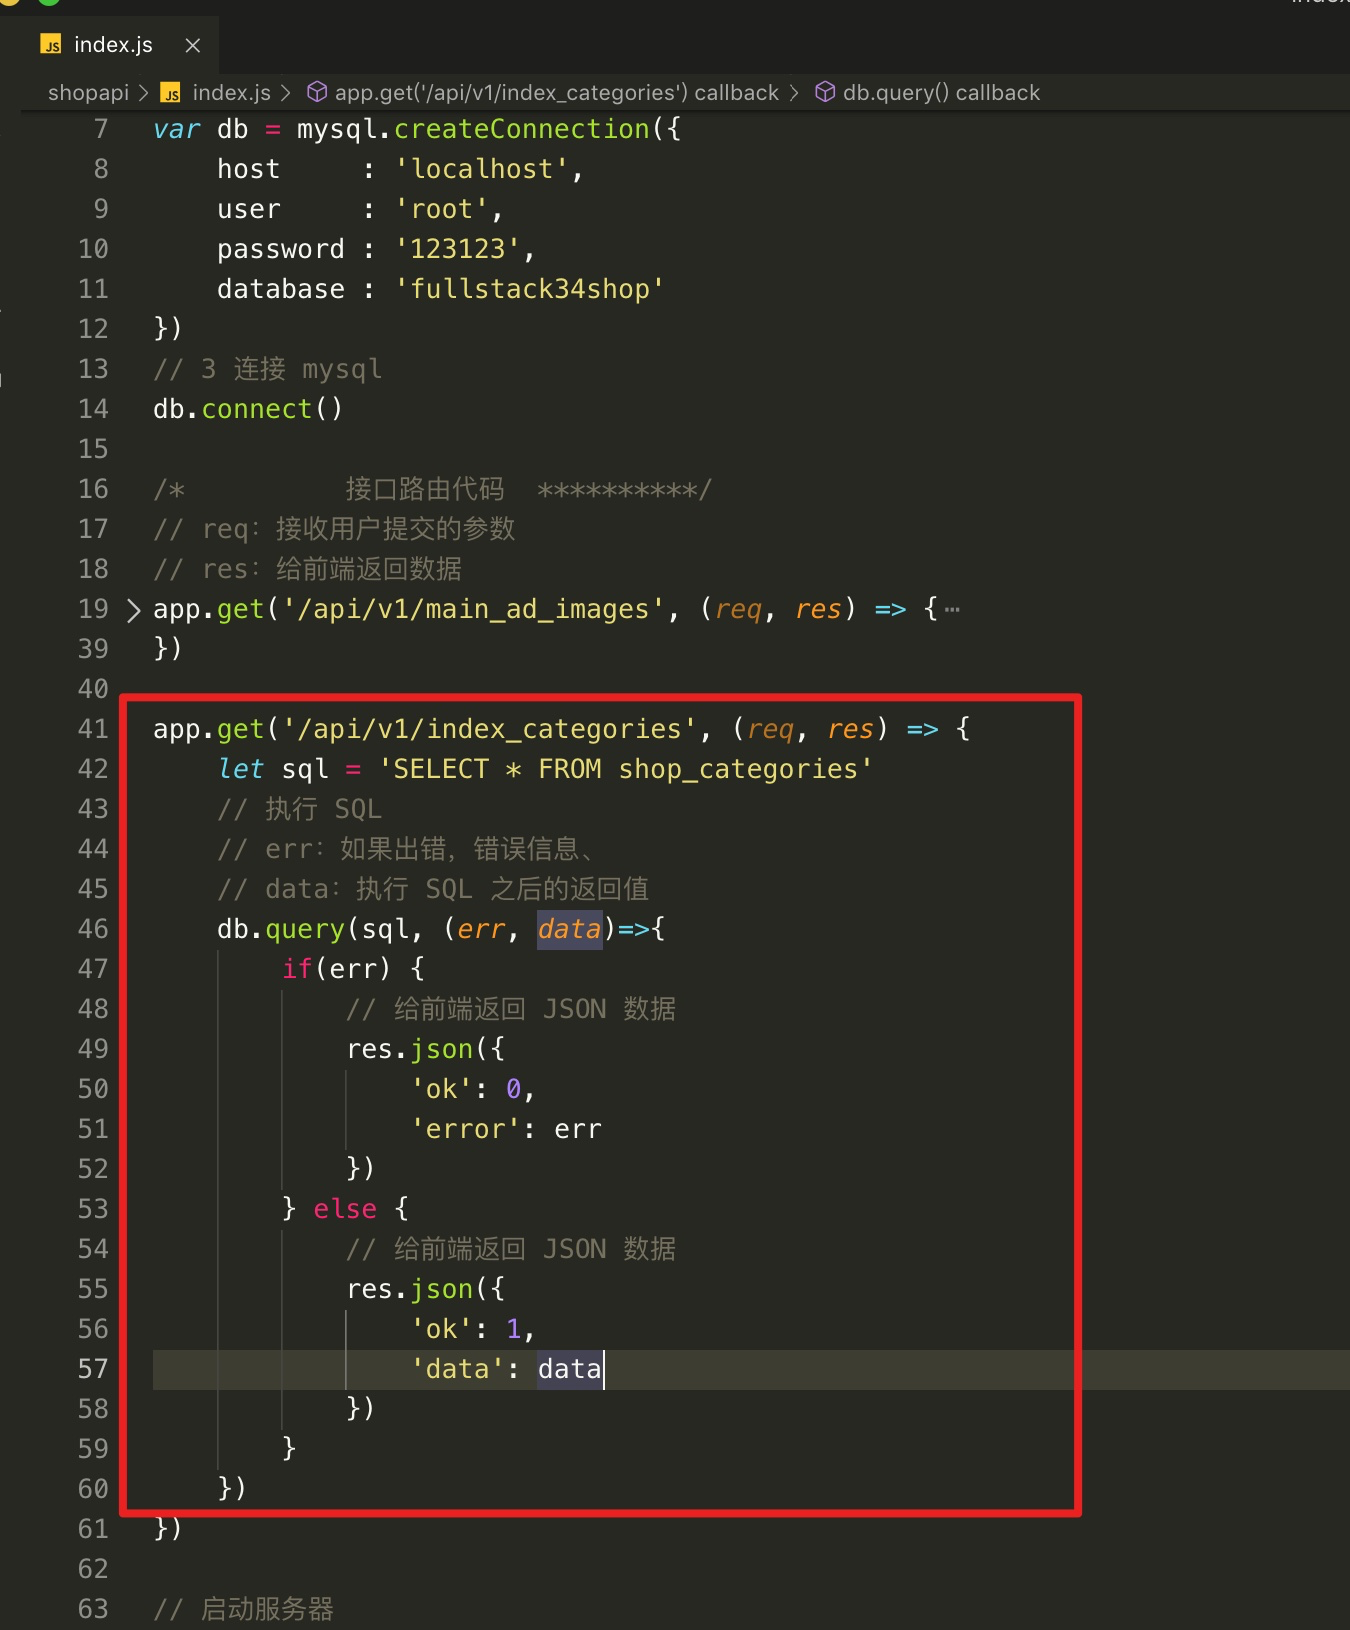 index.js
shopapi > JS index.js > app.get('/api/v1/index_categories') callback > db.query() callback
7 var db = mysql.createConnection({
8     host     : 'localhost',
9     user     : 'root',
10     password : '123123',
11     database : 'fullstack34shop'
12 })
13 // 3 连接 mysql
14 db.connect()
15
16 /*          接口路由代码  **********/
17 // req: 接收用户提交的参数
18 // res: 给前端返回数据
19 > app.get('/api/v1/main_ad_images', (req, res) => {…
39 })
40
41 app.get('/api/v1/index_categories', (req, res) => {
42     let sql = 'SELECT * FROM shop_categories'
43     // 执行 SQL
44     // err: 如果出错, 错误信息、
45     // data: 执行 SQL 之后的返回值
46     db.query(sql, (err, data)=>{
47         if(err) {
48             // 给前端返回 JSON 数据
49             res.json({
50                 'ok': 0,
51                 'error': err
52             })
53         } else {
54             // 给前端返回 JSON 数据
55             res.json({
56                 'ok': 1,
57                 'data': data
58             })
59         }
60     })
61 })
62
63 // 启动服务器